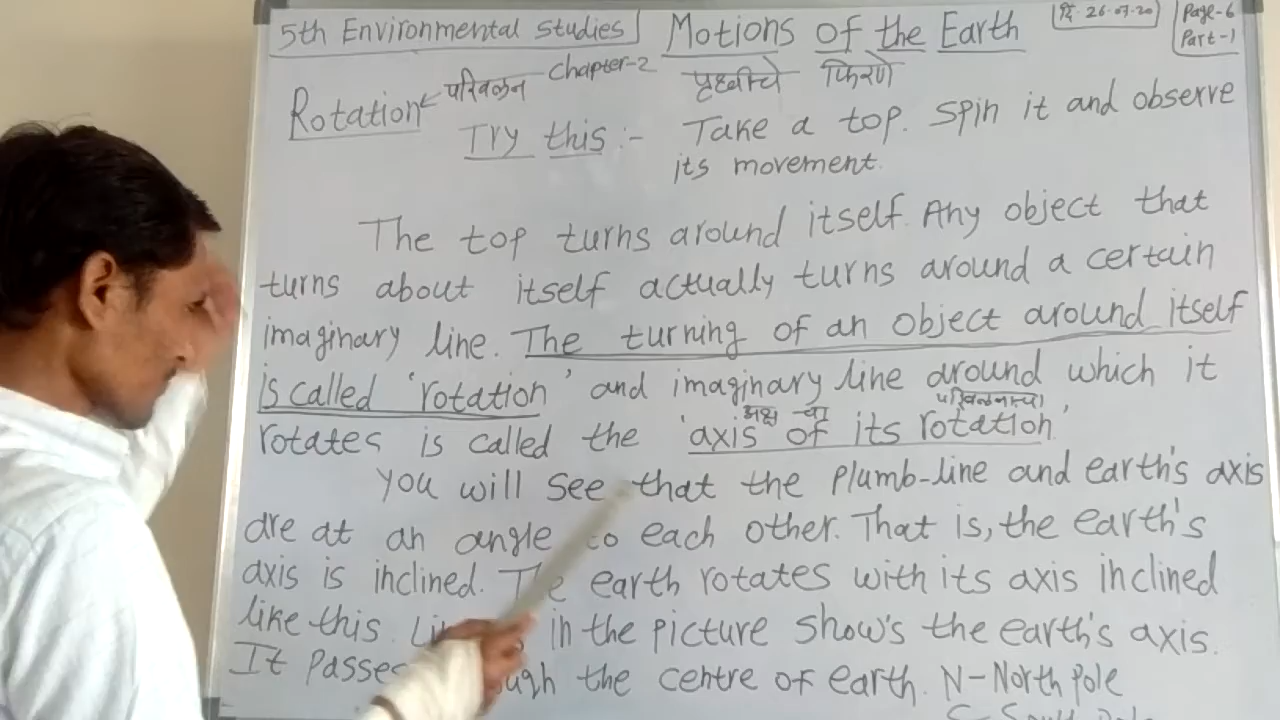 5th Environmental Studies
Motions of the Earth
दि. 26-07-20
Page-6
Part-1
Chapter-2
पृथ्वीचे फिरणे
Rotation परिवलन
Try this :- Take a top. Spin it and observe
its movement.
The top turns around itself. Any object that
turns about itself actually turns around a certain
imaginary line. The turning of an object around itself
is called 'rotation' and imaginary line around which it
अक्ष चा परिवलनाच्या
rotates is called the 'axis of its rotation'
You will see that the plumb-line and earth's axis
are at an angle to each other. That is, the earth's
axis is inclined. The earth rotates with its axis inclined
like this. in the picture show's the earth's axis.
It the centre of earth. N-North Pole